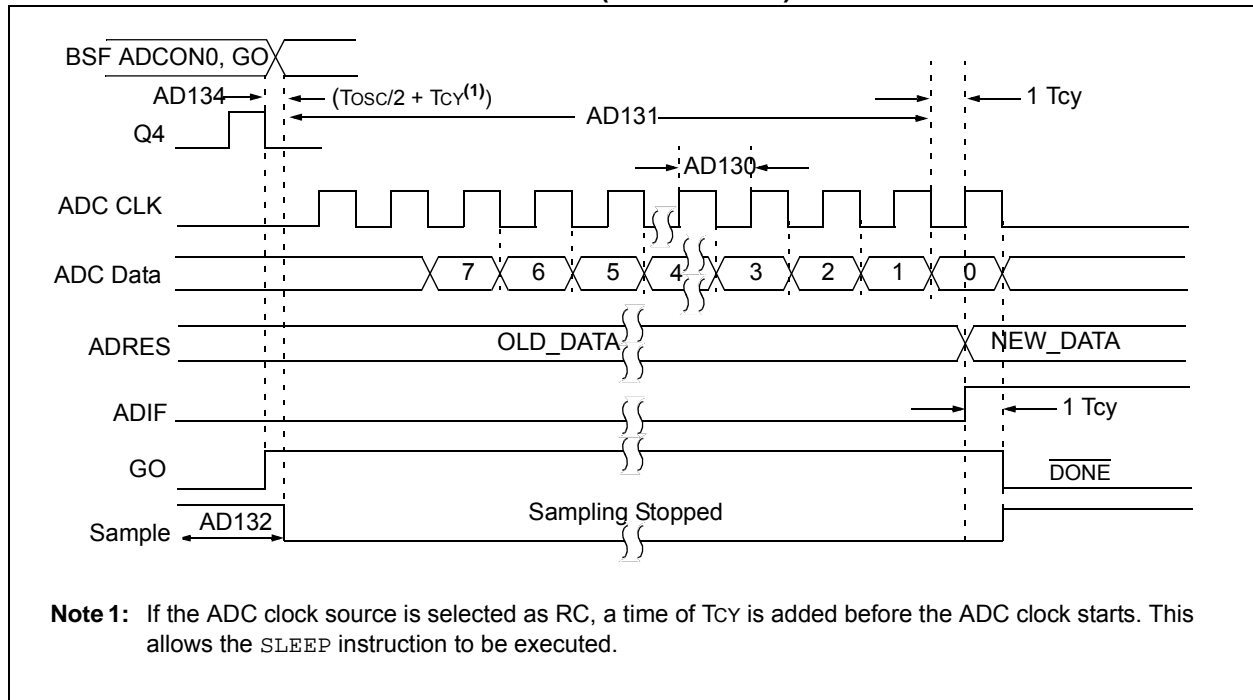 BSF ADCON0, GO
AD134
(TOSC/2 + TCY(1))
1 Tcy
AD131
Q4
AD130
ADC CLK
ADC Data
7 6 5 4 3 2 1 0
OLD_DATA
NEW_DATA
ADRES
ADIF
1 Tcy
GO
DONE
Sampling Stopped
AD132
Sample
Note 1: If the ADC clock source is selected as RC, a time of TCY is added before the ADC clock starts. This
allows the SLEEP instruction to be executed.